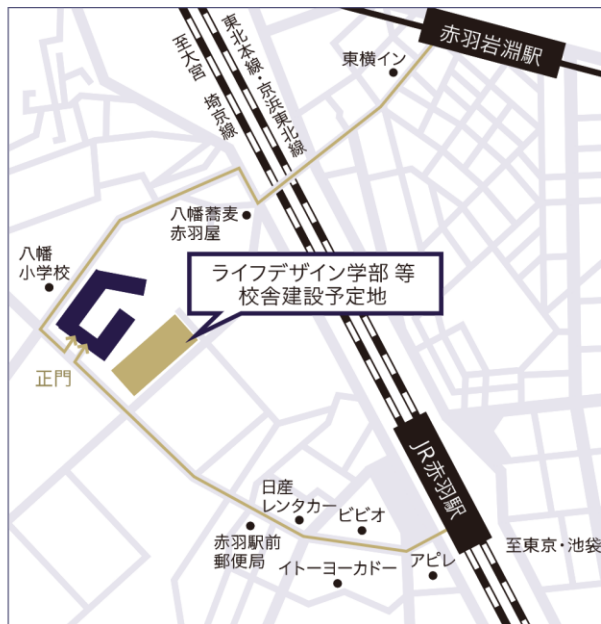 赤羽岩淵駅
東横イン
東北本線・京浜東北線
至大宮 埼京線
八幡蕎麦
赤羽屋
八幡
小学校
ライフデザイン学部 等
校舎建設予定地
正門
JR赤羽駅
日産
レンタカー
ビビオ
赤羽駅前
郵便局
イトーヨーカドー
アピレ
至東京・池袋